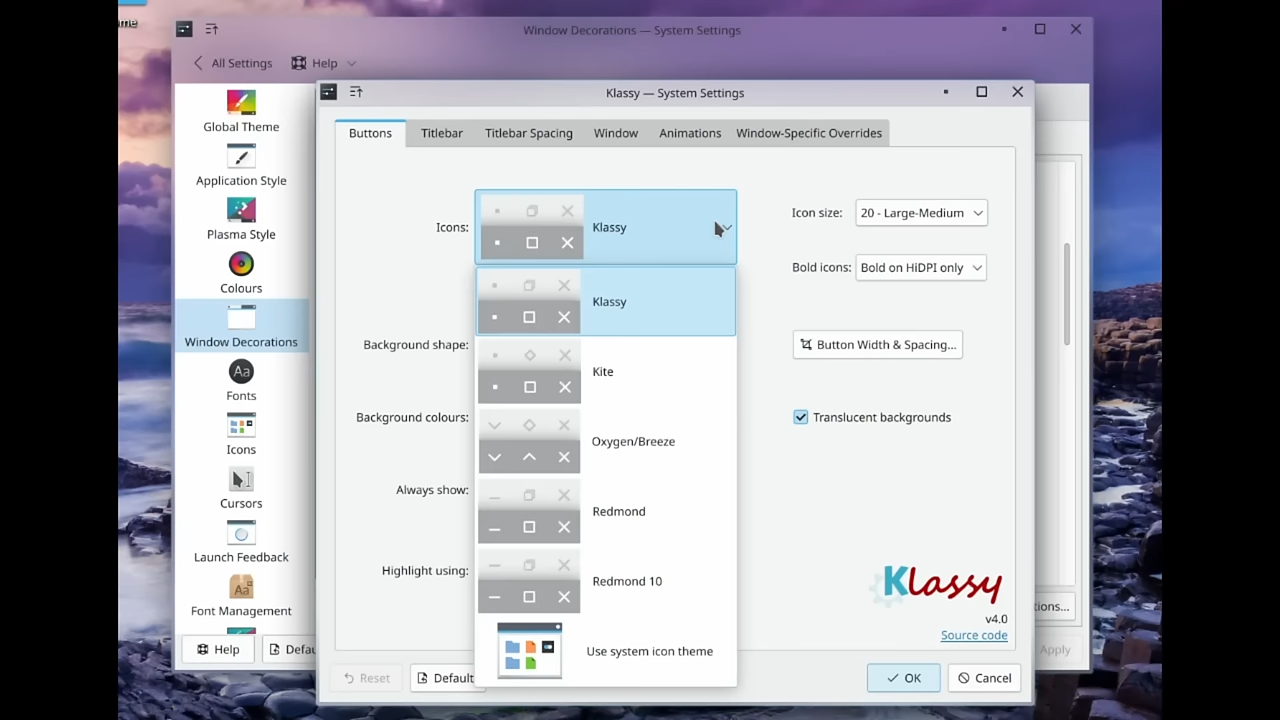 me
Window Decorations — System Settings
All Settings
Help
Klassy — System Settings
Global Theme
Application Style
Plasma Style
Colours
Window Decorations
Fonts
Icons
Cursors
Launch Feedback
Font Management
Help
Defau
Buttons
Titlebar
Titlebar Spacing
Window
Animations
Window-Specific Overrides
Icons:
Klassy
Klassy
Kite
Oxygen/Breeze
Redmond
Redmond 10
Use system icon theme
Background shape:
Background colours:
Always show:
Highlight using:
Icon size:
20 - Large-Medium
Bold icons:
Bold on HiDPI only
Button Width & Spacing...
Translucent backgrounds
Klassy
v4.0
Source code
Reset
Default
OK
Cancel
ions...
Apply